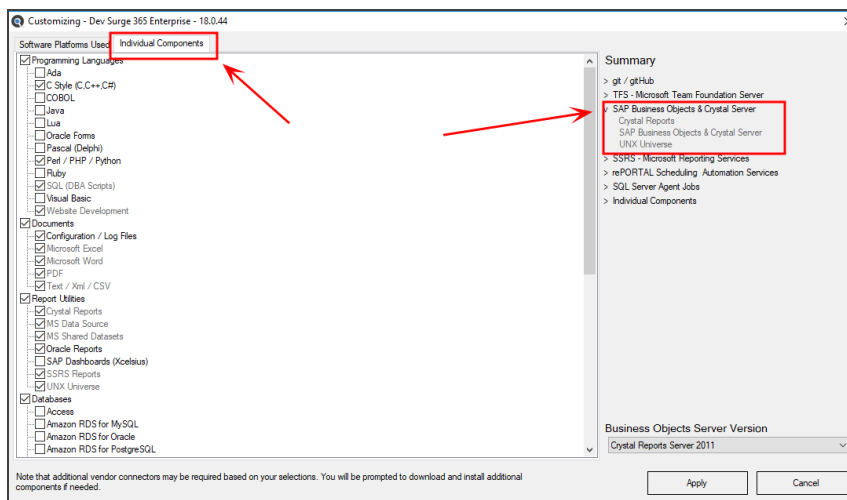 Customizing - Dev Surge 365 Enterprise - 18.0.44
Software Platforms Used
Individual Components
Programming Languages
Ada
C Style (C,C++,C#)
COBOL
Java
Lua
Oracle Forms
Pascal (Delphi)
Perl / PHP / Python
Ruby
SQL (DBA Scripts)
Visual Basic
Website Development
Documents
Configuration / Log Files
Microsoft Excel
Microsoft Word
PDF
Text / Xml / CSV
Report Utilities
Crystal Reports
MS Data Source
MS Shared Datasets
Oracle Reports
SAP Dashboards (Xcelsius)
SSRS Reports
UNX Universe
Databases
Access
Amazon RDS for MySQL
Amazon RDS for Oracle
Amazon RDS for PostgreSQL
Summary
> git / gitHub
> TFS - Microsoft Team Foundation Server
v SAP Business Objects & Crystal Server
Crystal Reports
SAP Business Objects & Crystal Server
UNX Universe
> SSRS - Microsoft Reporting Services
> rePORTAL Scheduling Automation Services
> SQL Server Agent Jobs
> Individual Components
Business Objects Server Version
Crystal Reports Server 2011
Note that additional vendor connectors may be required based on your selections. You will be prompted to download and install additional
components if needed.
Apply
Cancel